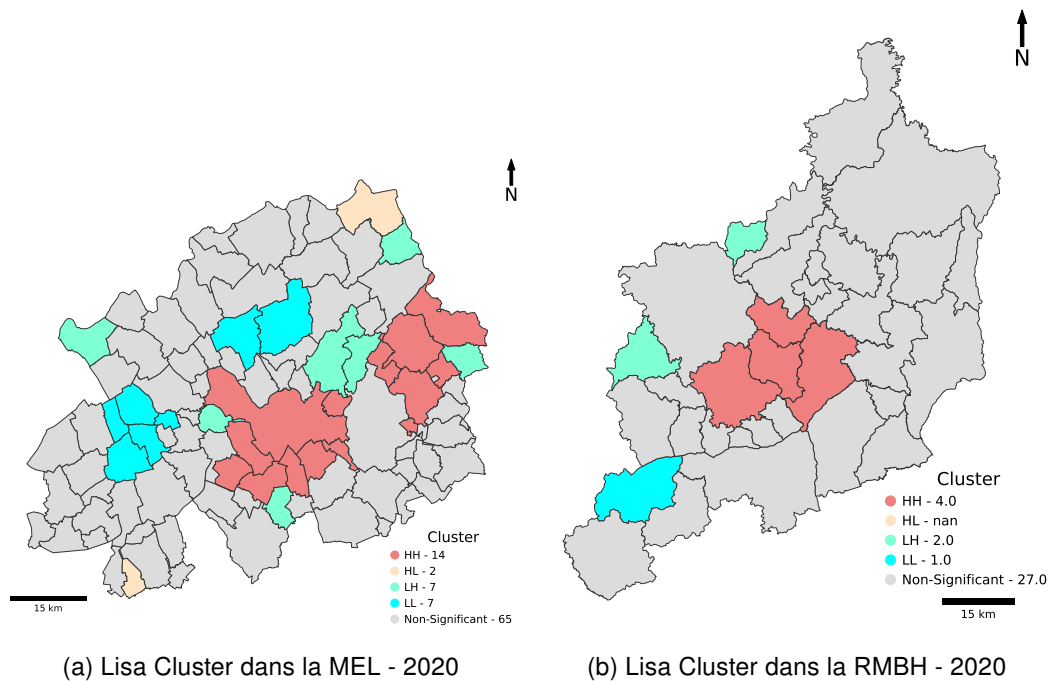 N
Cluster
HH - 14
HL - 2
LH - 7
LL - 7
Non-Significant - 65
15 km
(a) Lisa Cluster dans la MEL - 2020
N
Cluster
HH - 4.0
HL - nan
LH - 2.0
LL - 1.0
Non-Significant - 27.0
15 km
(b) Lisa Cluster dans la RMBH - 2020